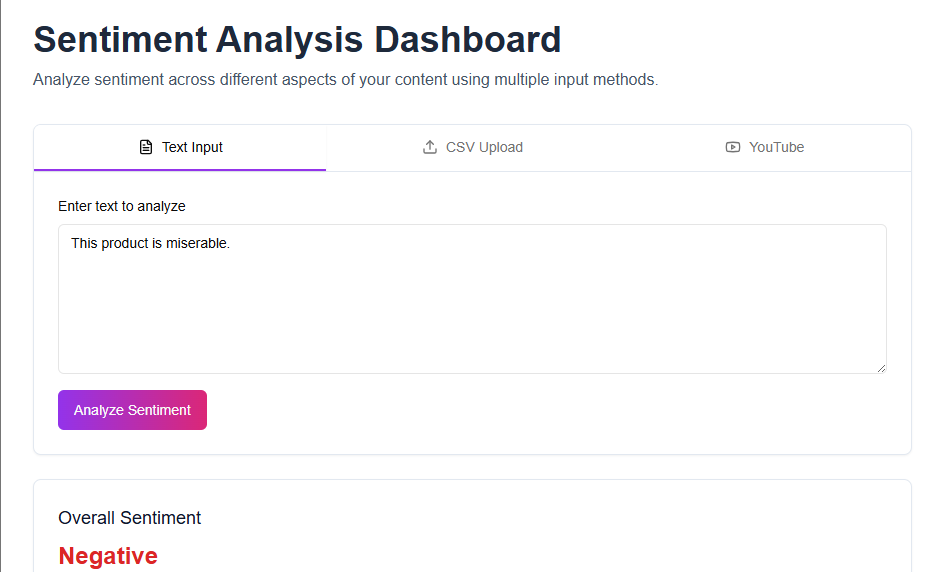 Sentiment Analysis Dashboard
Analyze sentiment across different aspects of your content using multiple input methods.
Text Input
CSV Upload
YouTube
Enter text to analyze
This product is miserable.
Analyze Sentiment
Overall Sentiment
Negative